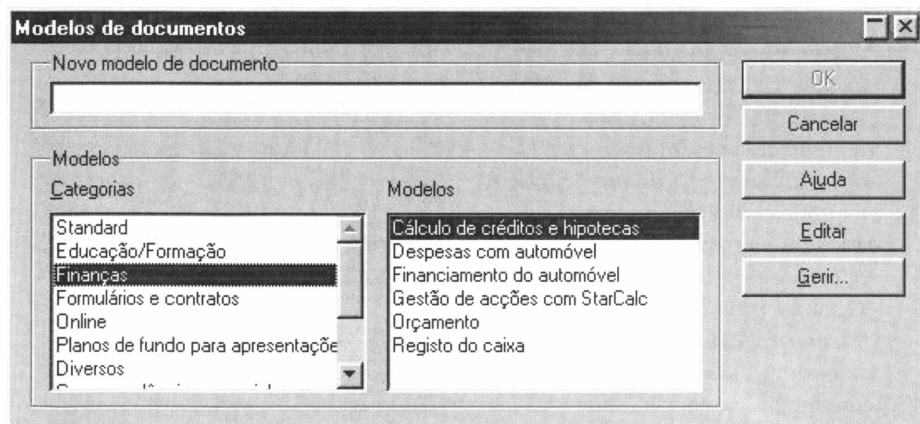 Modelos de documentos
Novo modelo de documento
OK
Cancelar
Modelos
Categorias
Modelos
Ajuda
Standard
Educação/Formação
Finanças
Formulários e contratos
Online
Planos de fundo para apresentaçõe
Diversos
Cálculo de créditos e hipotecas
Despesas com automóvel
Financiamento do automóvel
Gestão de acções com StarCalc
Orçamento
Registo do caixa
Editar
Gerir...